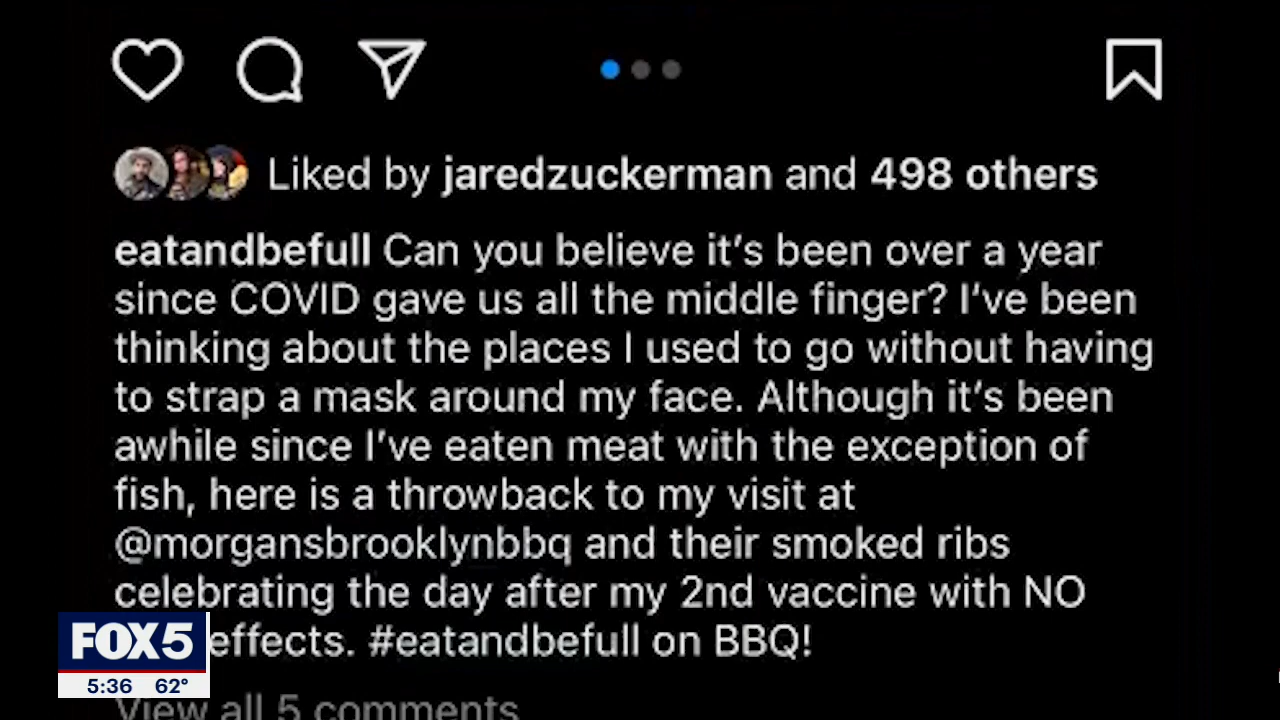 Liked by jaredzuckerman and 498 others
eatandbefull Can you believe it's been over a year
since COVID gave us all the middle finger? I've been
thinking about the places I used to go without having
to strap a mask around my face. Although it's been
awhile since I've eaten meat with the exception of
fish, here is a throwback to my visit at
@morgansbrooklynbbq and their smoked ribs
celebrating the day after my 2nd vaccine with NO
effects. #eatandbefull on BBQ!
FOX5
5:36 62°
View all 5 comments